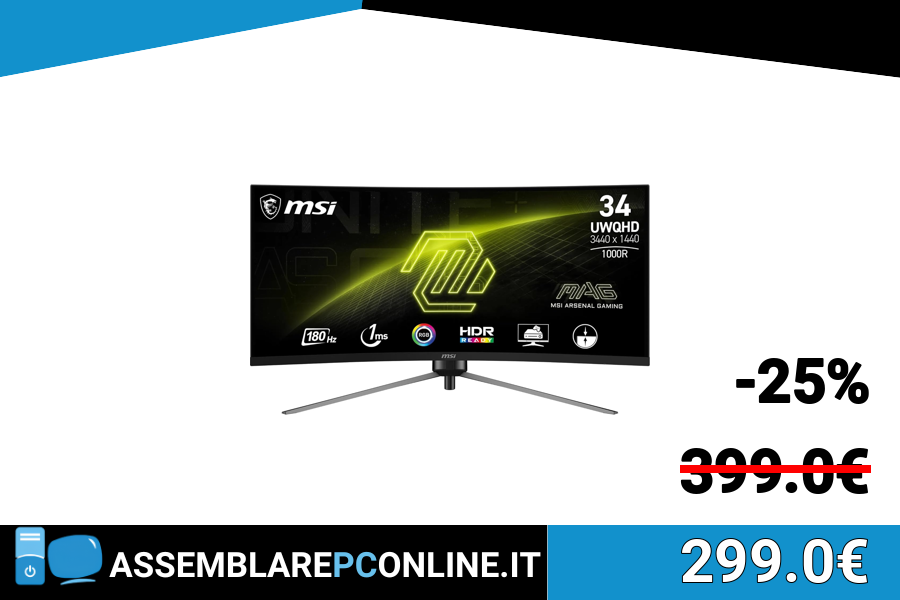 msi
34
UWQHD
3440 x 1440
1000R
MAG
MSI ARSENAL GAMING
180Hz
1ms
RGB
HDR
READY
msi
-25%
399.0€
ASSEMBLAREPCONLINE.IT
299.0€